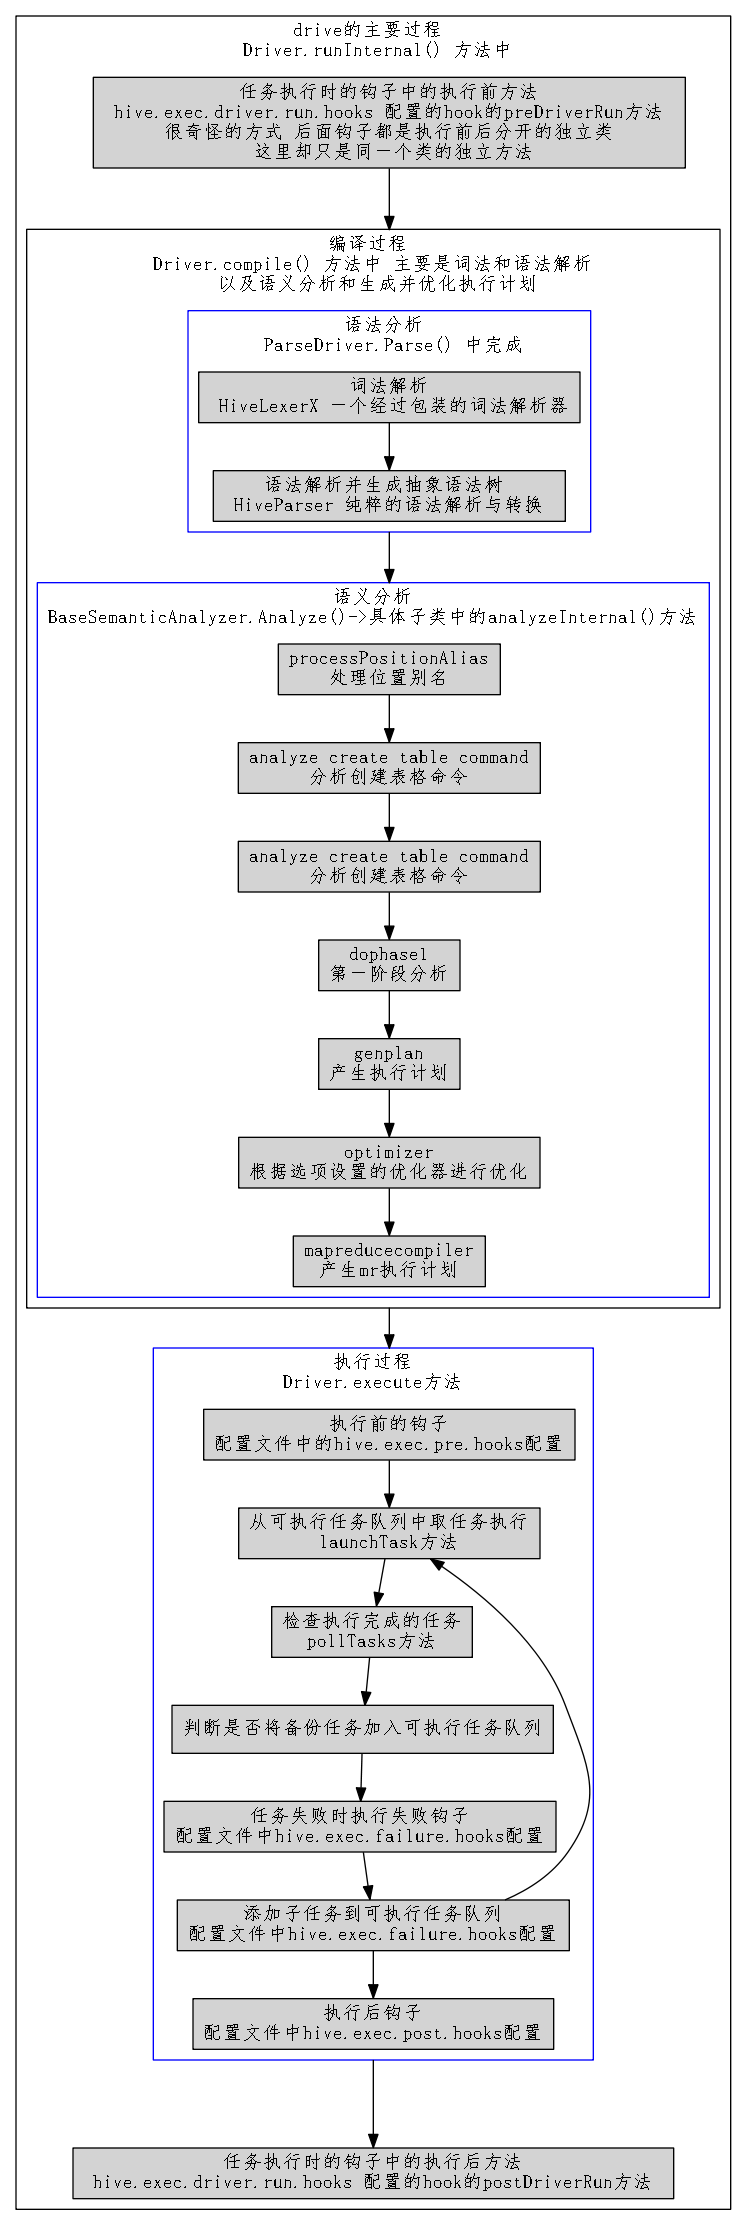 drive的主要过程
Driver.runInternal() 方法中
任务执行时的钩子中的执行前方法
hive.exec.driver.run.hooks 配置的hook的preDriverRun方法
很奇怪的方式 后面钩子都是执行前后分开的独立类
这里却只是同一个类的独立方法
编译过程
Driver.compile() 方法中 主要是词法和语法解析
以及语义分析和生成并优化执行计划
语法分析
ParseDriver.Parse() 中完成
词法解析
HiveLexerX 一个经过包装的词法解析器
语法解析并生成抽象语法树
HiveParser 纯粹的语法解析与转换
语义分析
BaseSemanticAnalyzer.Analyze()->具体子类中的analyzeInternal()方法
processPositionAlias
处理位置别名
analyze create table command
分析创建表格命令
analyze create table command
分析创建表格命令
dophase1
第一阶段分析
genplan
产生执行计划
optimizer
根据选项设置的优化器进行优化
mapreducecompiler
产生mr执行计划
执行过程
Driver.execute方法
执行前的钩子
配置文件中的hive.exec.pre.hooks配置
从可执行任务队列中取任务执行
launchTask方法
检查执行完成的任务
pollTasks方法
判断是否将备份任务加入可执行任务队列
任务失败时执行失败钩子
配置文件中hive.exec.failure.hooks配置
添加子任务到可执行任务队列
配置文件中hive.exec.failure.hooks配置
执行后钩子
配置文件中hive.exec.post.hooks配置
任务执行时的钩子中的执行后方法
hive.exec.driver.run.hooks 配置的hook的postDriverRun方法